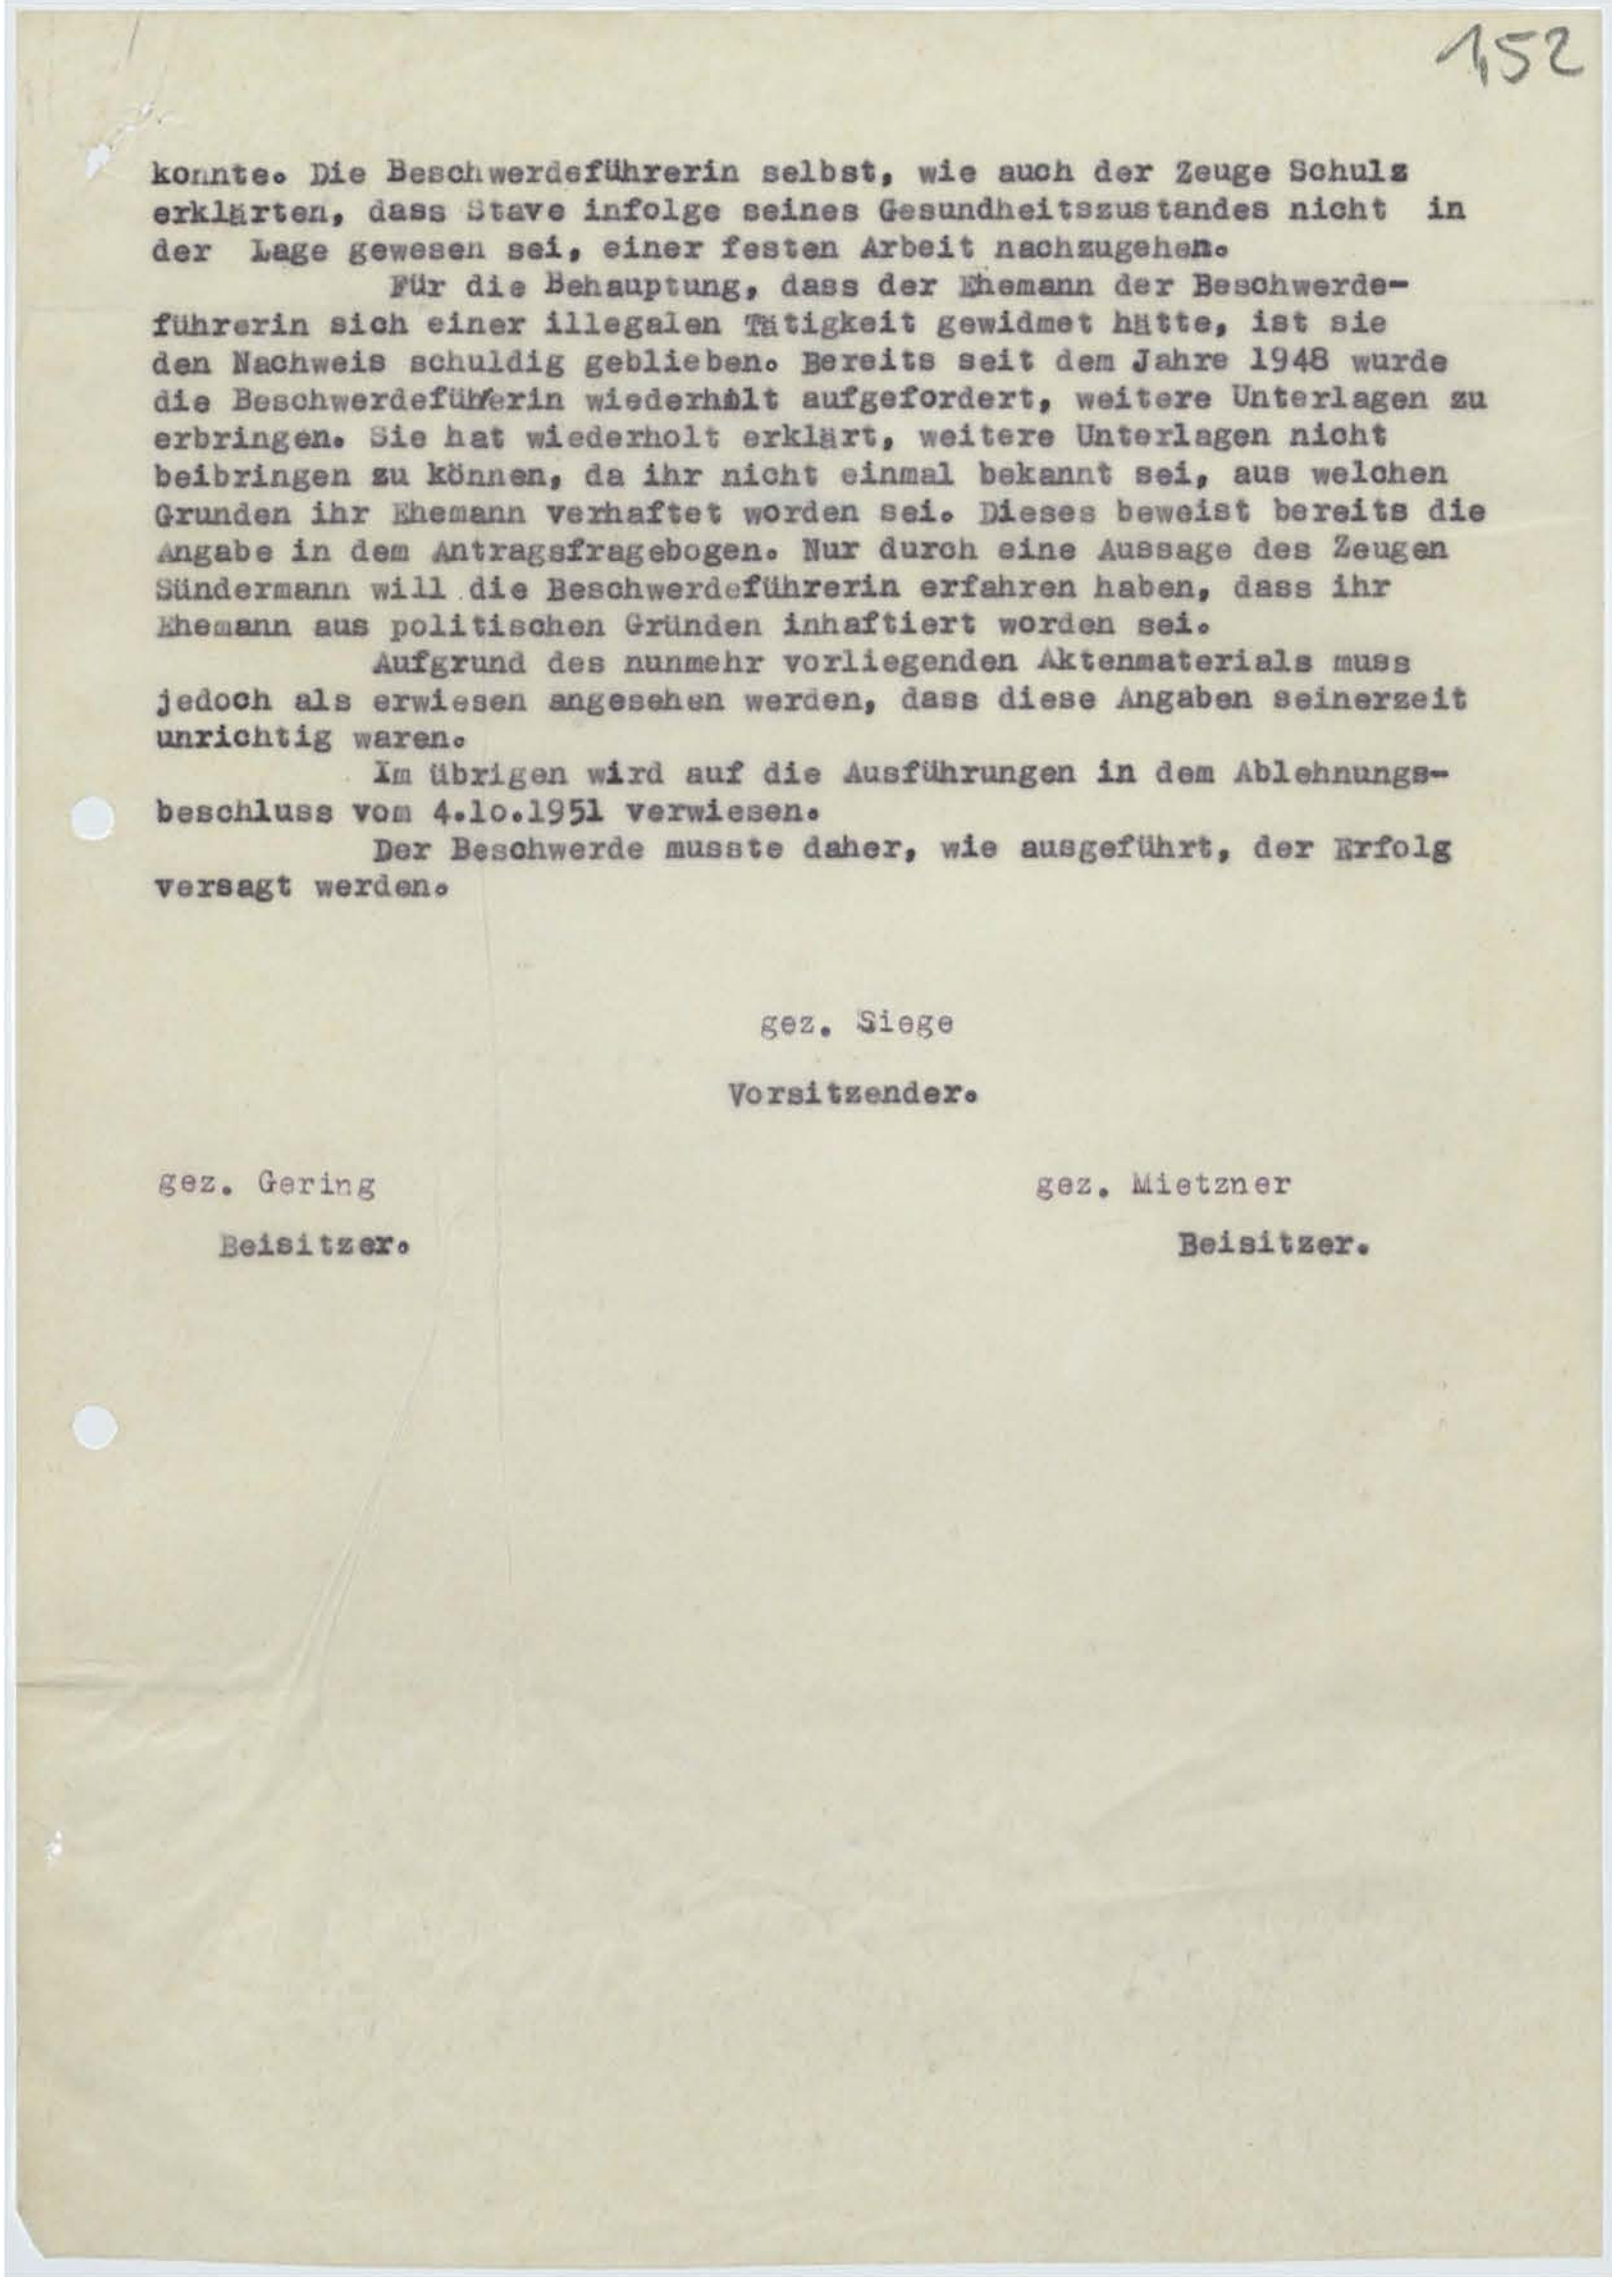 152
konnte. Die Beschwerdeführerin selbst, wie auch der Zeuge Schulz
erklärten, dass Stave infolge seines Gesundheitszustandes nicht in
der Lage gewesen sei, einer festen Arbeit nachzugehen.
Für die Behauptung, dass der Ehemann der Beschwerde-
führerin sich einer illegalen Tätigkeit gewidmet hätte, ist sie
den Nachweis schuldig geblieben. Bereits seit dem Jahre 1948 wurde
die Beschwerdeführerin wiederholt aufgefordert, weitere Unterlagen zu
erbringen. Sie hat wiederholt erklärt, weitere Unterlagen nicht
beibringen zu können, da ihr nicht einmal bekannt sei, aus welchen
Grunden ihr Ehemann verhaftet worden sei. Dieses beweist bereits die
Angabe in dem Antragsfragebogen. Nur durch eine Aussage des Zeugen
Sündermann will die Beschwerdeführerin erfahren haben, dass ihr
Ehemann aus politischen Gründen inhaftiert worden sei.
Aufgrund des nunmehr vorliegenden Aktenmaterials muss
jedoch als erwiesen angesehen werden, dass diese Angaben seinerzeit
unrichtig waren.
Im übrigen wird auf die Ausführungen in dem Ablehnungs-
beschluss vom 4.lo.1951 verwiesen.
Der Beschwerde musste daher, wie ausgeführt, der Erfolg
versagt werden.
gez. Siege
Vorsitzender.
gez. Gering gez. Mietzner
Beisitzer. Beisitzer.